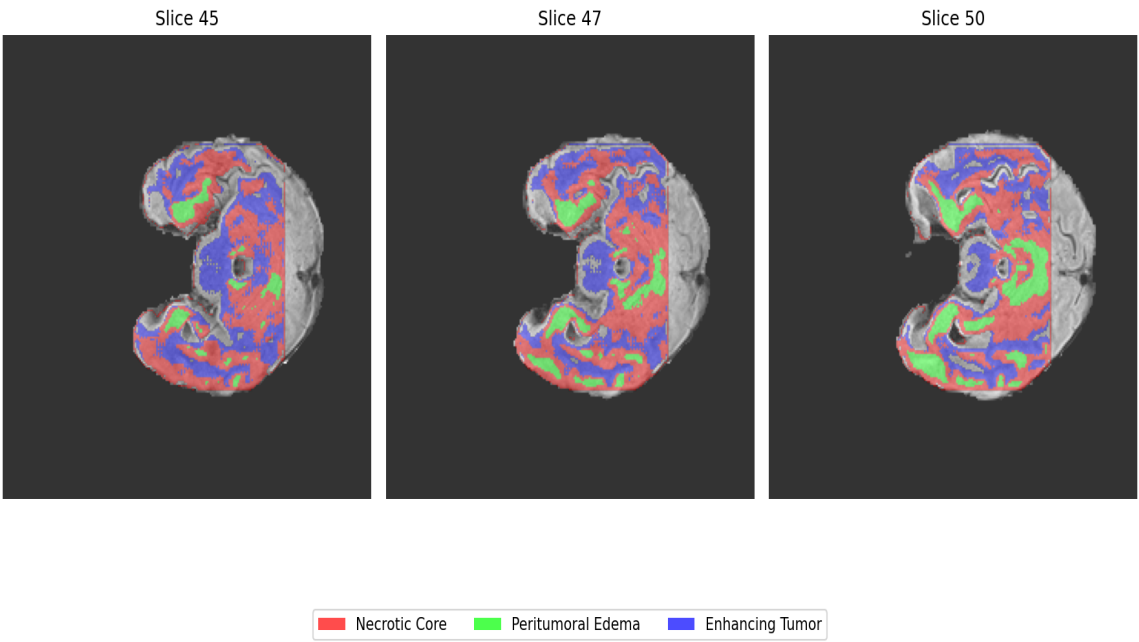 Slice 45
Slice 47
Slice 50
Necrotic Core
Peritumoral Edema
Enhancing Tumor